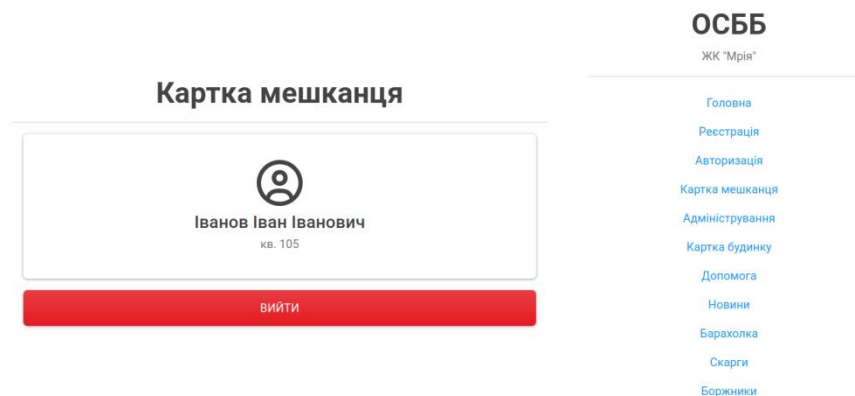 Картка мешканця
Іванов Іван Іванович
кв. 105
ВИЙТИ
ОСББ
ЖК "Мрія"
Головна
Реєстрація
Авторизація
Картка мешканця
Адміністрування
Картка будинку
Допомога
Новини
Барахолка
Скарги
Боржники